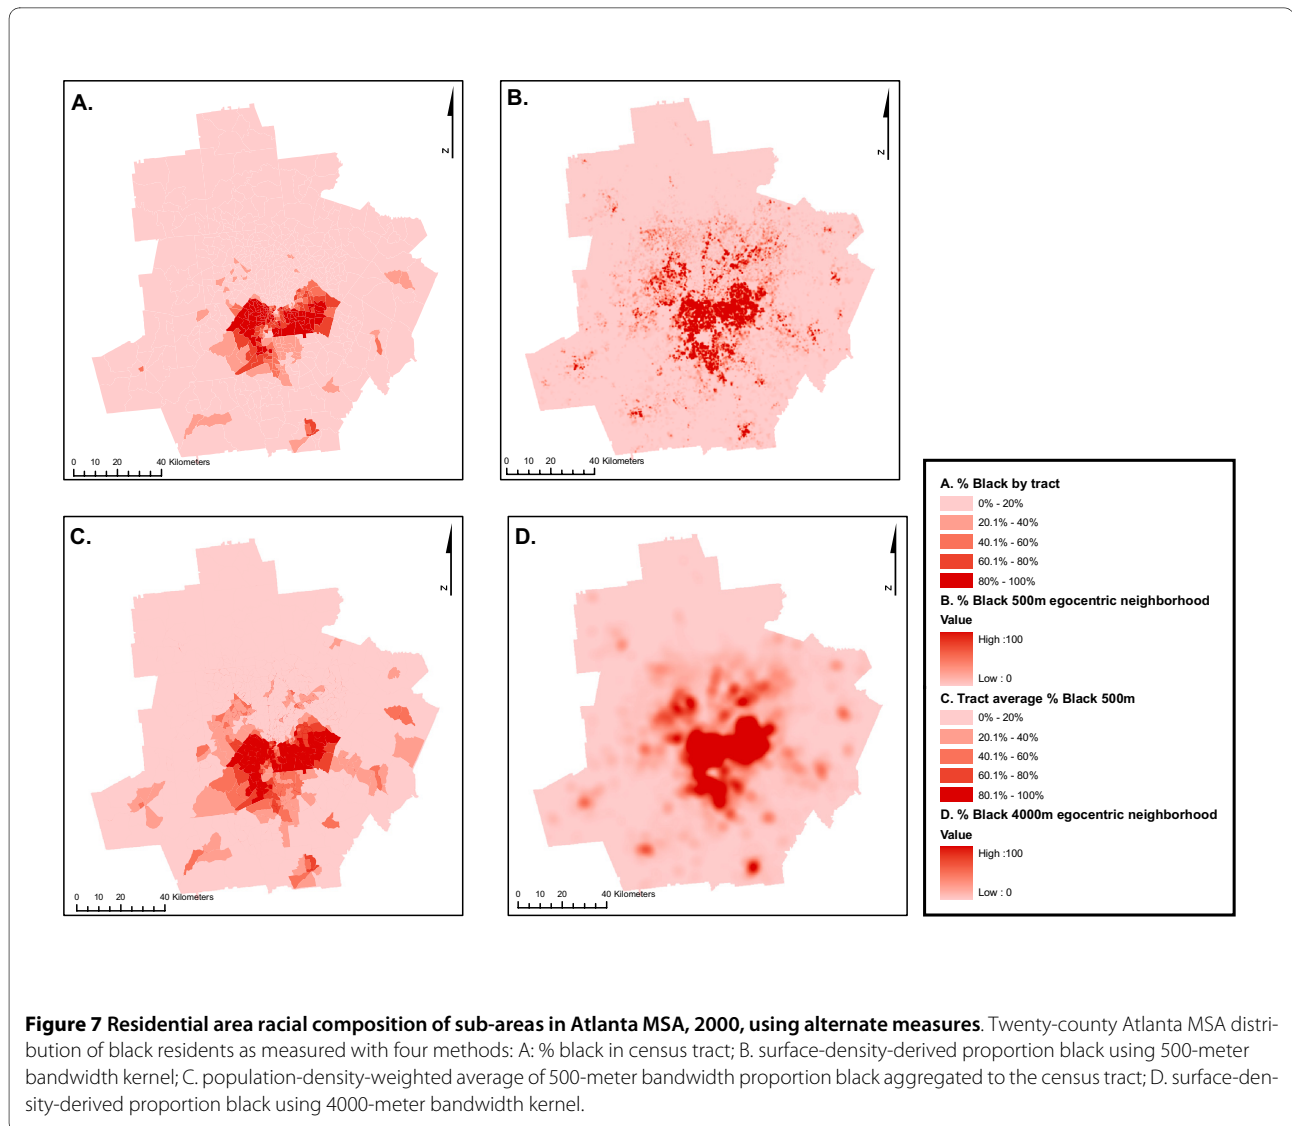 A.
N
0 10 20 40 Kilometers
B.
N
0 10 20 40 Kilometers
C.
N
0 10 20 40 Kilometers
D.
N
0 10 20 40 Kilometers
A. % Black by tract
0% - 20%
20.1% - 40%
40.1% - 60%
60.1% - 80%
80% - 100%
B. % Black 500m egocentric neighborhood
Value
High :100
Low : 0
C. Tract average % Black 500m
0% - 20%
20.1% - 40%
40.1% - 60%
60.1% - 80%
80.1% - 100%
D. % Black 4000m egocentric neighborhood
Value
High :100
Low : 0
Figure 7 Residential area racial composition of sub-areas in Atlanta MSA, 2000, using alternate measures. Twenty-county Atlanta MSA distri-
bution of black residents as measured with four methods: A: % black in census tract; B. surface-density-derived proportion black using 500-meter
bandwidth kernel; C. population-density-weighted average of 500-meter bandwidth proportion black aggregated to the census tract; D. surface-den-
sity-derived proportion black using 4000-meter bandwidth kernel.